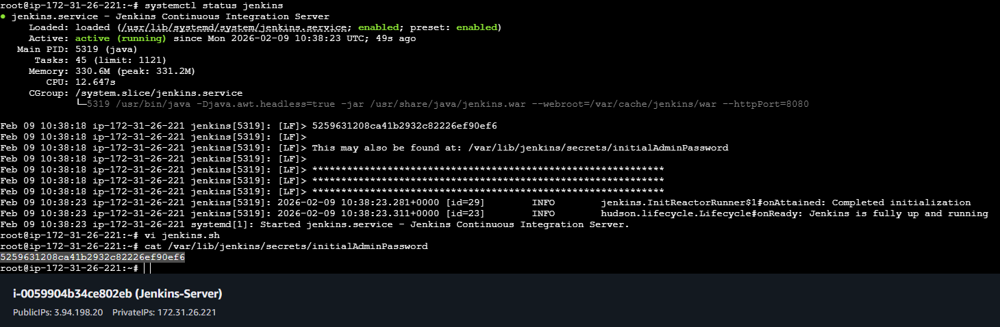 root@ip-172-31-26-221:~# systemctl status jenkins
● jenkins.service - Jenkins Continuous Integration Server
     Loaded: loaded (/usr/lib/systemd/system/jenkins.service; enabled; preset: enabled)
     Active: active (running) since Mon 2026-02-09 10:38:23 UTC; 49s ago
   Main PID: 5319 (java)
      Tasks: 45 (limit: 1121)
     Memory: 330.6M (peak: 331.2M)
        CPU: 12.647s
     CGroup: /system.slice/jenkins.service
             └─5319 /usr/bin/java -Djava.awt.headless=true -jar /usr/share/java/jenkins.war --webroot=/var/cache/jenkins/war --httpPort=8080
Feb 09 10:38:18 ip-172-31-26-221 jenkins[5319]: [LF]> 5259631208ca41b2932c82226ef90ef6
Feb 09 10:38:18 ip-172-31-26-221 jenkins[5319]: [LF]>
Feb 09 10:38:18 ip-172-31-26-221 jenkins[5319]: [LF]> This may also be found at: /var/lib/jenkins/secrets/initialAdminPassword
Feb 09 10:38:18 ip-172-31-26-221 jenkins[5319]: [LF]>
Feb 09 10:38:18 ip-172-31-26-221 jenkins[5319]: [LF]> *************************************************************
Feb 09 10:38:18 ip-172-31-26-221 jenkins[5319]: [LF]> *************************************************************
Feb 09 10:38:18 ip-172-31-26-221 jenkins[5319]: [LF]> *************************************************************
Feb 09 10:38:23 ip-172-31-26-221 jenkins[5319]: 2026-02-09 10:38:23.281+0000 [id=29]        INFO        jenkins.InitReactorRunner$1#onAttained: Completed initialization
Feb 09 10:38:23 ip-172-31-26-221 jenkins[5319]: 2026-02-09 10:38:23.311+0000 [id=23]        INFO        hudson.lifecycle.Lifecycle#onReady: Jenkins is fully up and running
Feb 09 10:38:23 ip-172-31-26-221 systemd[1]: Started jenkins.service - Jenkins Continuous Integration Server.
root@ip-172-31-26-221:~# vi jenkins.sh
root@ip-172-31-26-221:~# cat /var/lib/jenkins/secrets/initialAdminPassword
5259631208ca41b2932c82226ef90ef6
root@ip-172-31-26-221:~#
i-0059904b34ce802eb (Jenkins-Server)
PublicIPs: 3.94.198.20    PrivateIPs: 172.31.26.221